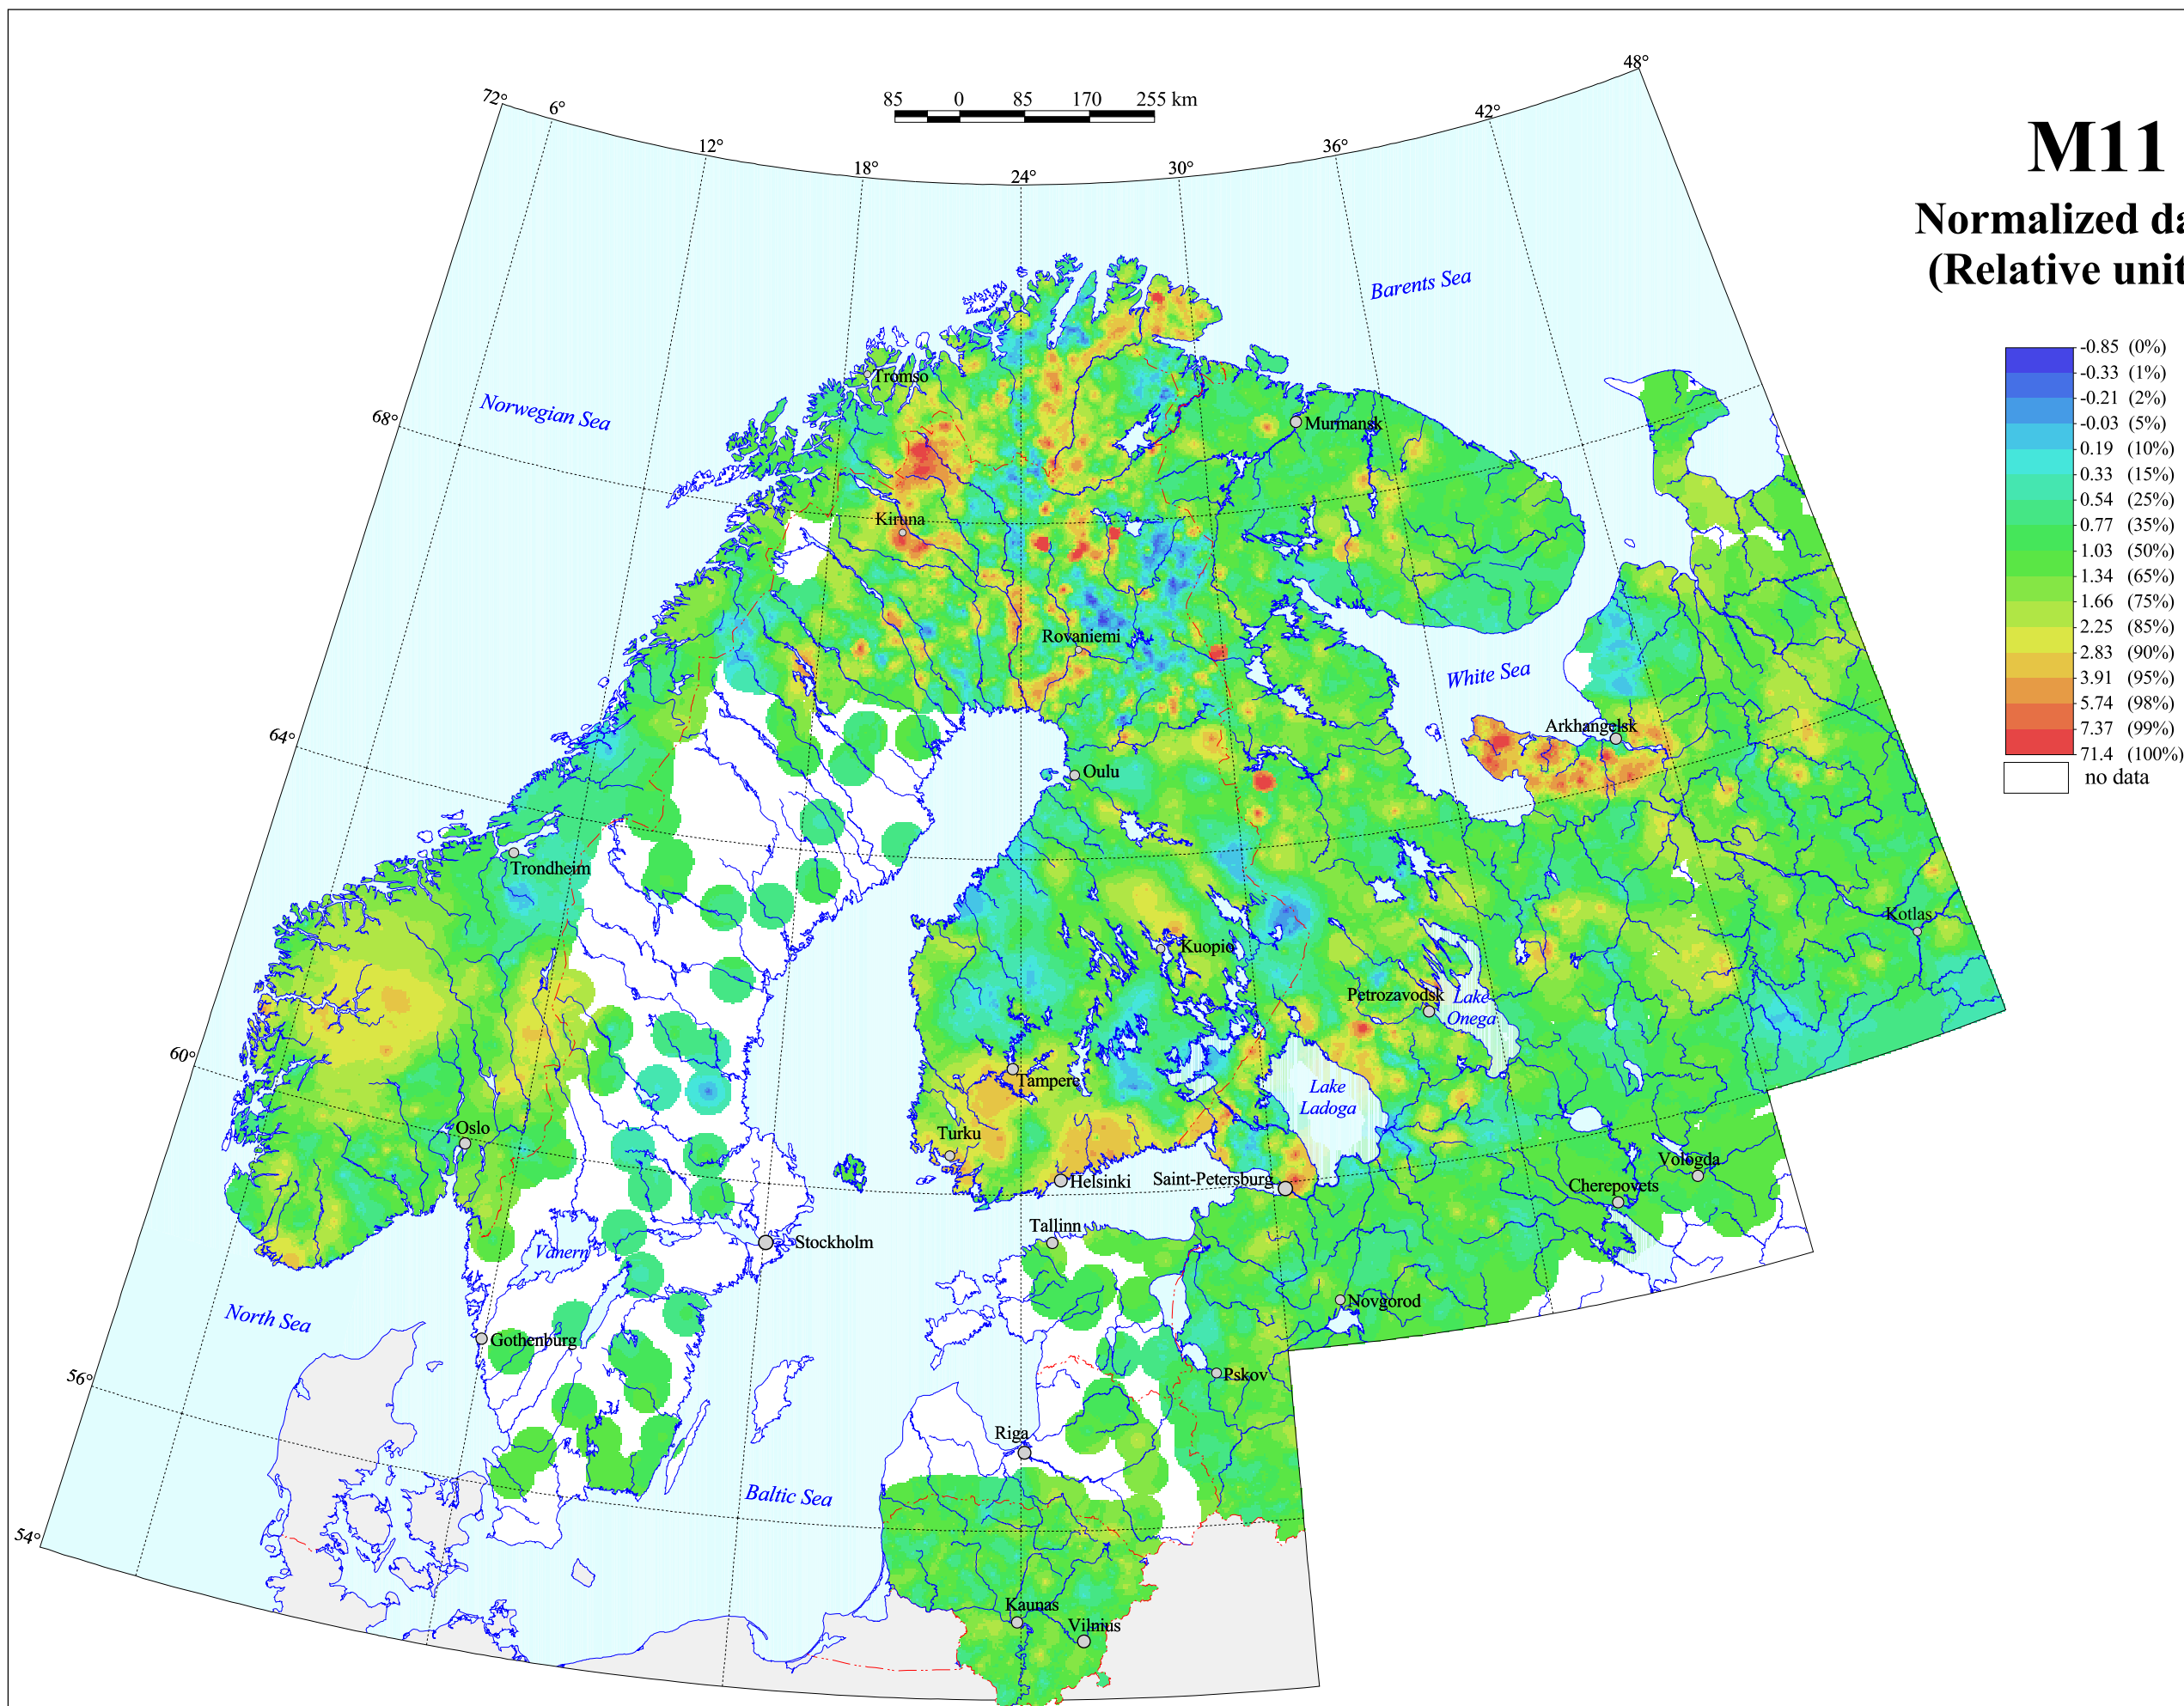 48°
72°
6°
42°
85 0 85 170 255 km
12°
36°
18°
30°
24°
M11
Normalized da
(Relative unit
Barents Sea
-0.85 (0%)
-0.33 (1%)
-0.21 (2%)
-0.03 (5%)
0.19 (10%)
0.33 (15%)
0.54 (25%)
0.77 (35%)
1.03 (50%)
1.34 (65%)
1.66 (75%)
2.25 (85%)
2.83 (90%)
3.91 (95%)
5.74 (98%)
7.37 (99%)
71.4 (100%)
no data
Tromso
Norwegian Sea
68°
Murmansk
Kiruna
Rovaniemi
White Sea
Arkhangelsk
64°
Oulu
Trondheim
Kotlas
Kuopio
Petrozavodsk
Lake
Onega
60°
Tampere
Lake
Ladoga
Oslo
Turku
Vologda
Helsinki
Saint-Petersburg
Cherepovets
Tallinn
Stockholm
Vanern
Novgorod
North Sea
Gothenburg
56°
Pskov
Riga
Baltic Sea
54°
Kaunas
Vilnius